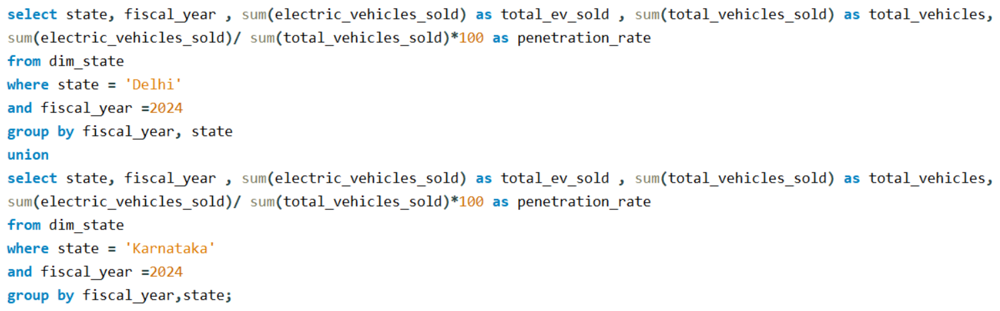 select state, fiscal_year , sum(electric_vehicles_sold) as total_ev_sold , sum(total_vehicles_sold) as total_vehicles,
sum(electric_vehicles_sold)/ sum(total_vehicles_sold)*100 as penetration_rate
from dim_state
where state = 'Delhi'
and fiscal_year =2024
group by fiscal_year, state
union
select state, fiscal_year , sum(electric_vehicles_sold) as total_ev_sold , sum(total_vehicles_sold) as total_vehicles,
sum(electric_vehicles_sold)/ sum(total_vehicles_sold)*100 as penetration_rate
from dim_state
where state = 'Karnataka'
and fiscal_year =2024
group by fiscal_year,state;